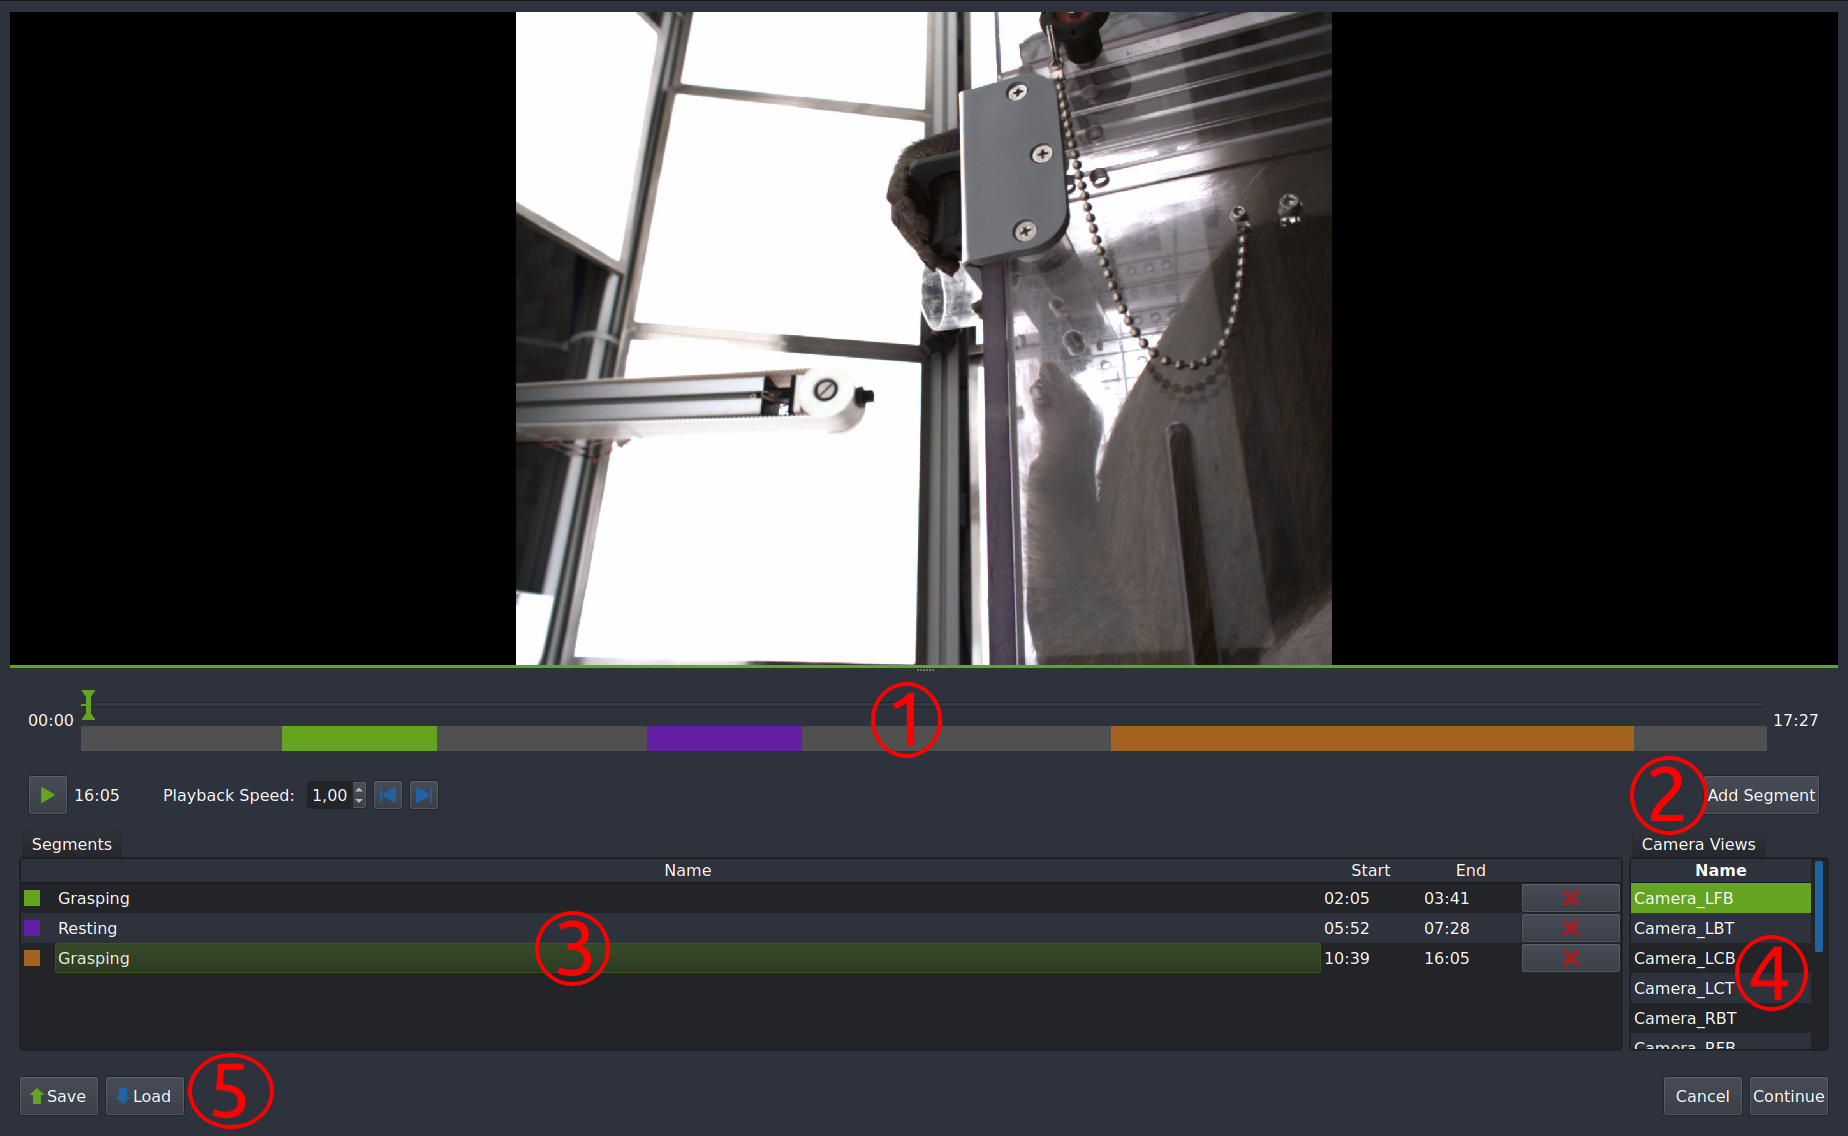 1
00:00
17:27
16:05 Playback Speed: 1,00
2 Add Segment
Segments
Camera Views
Name Start End
Name
Grasping 02:05 03:41
Camera_LFB
Resting 05:52 07:28
Camera_LBT
3
Grasping 10:39 16:05
Camera_LCB
4
Camera_LCT
Camera_RBT
Camera_RFB
Save Load 5
Cancel Continue